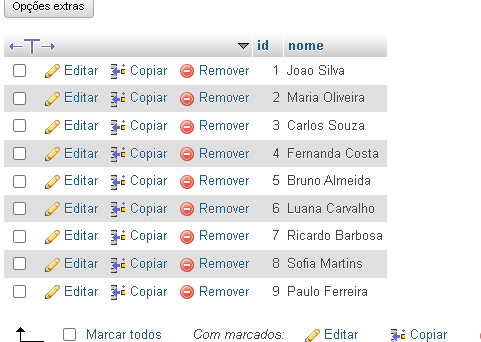 Opções extras
←T→ id nome
Editar Copiar Remover 1 Joao Silva
Editar Copiar Remover 2 Maria Oliveira
Editar Copiar Remover 3 Carlos Souza
Editar Copiar Remover 4 Fernanda Costa
Editar Copiar Remover 5 Bruno Almeida
Editar Copiar Remover 6 Luana Carvalho
Editar Copiar Remover 7 Ricardo Barbosa
Editar Copiar Remover 8 Sofia Martins
Editar Copiar Remover 9 Paulo Ferreira
Marcar todos Com marcados: Editar Copiar